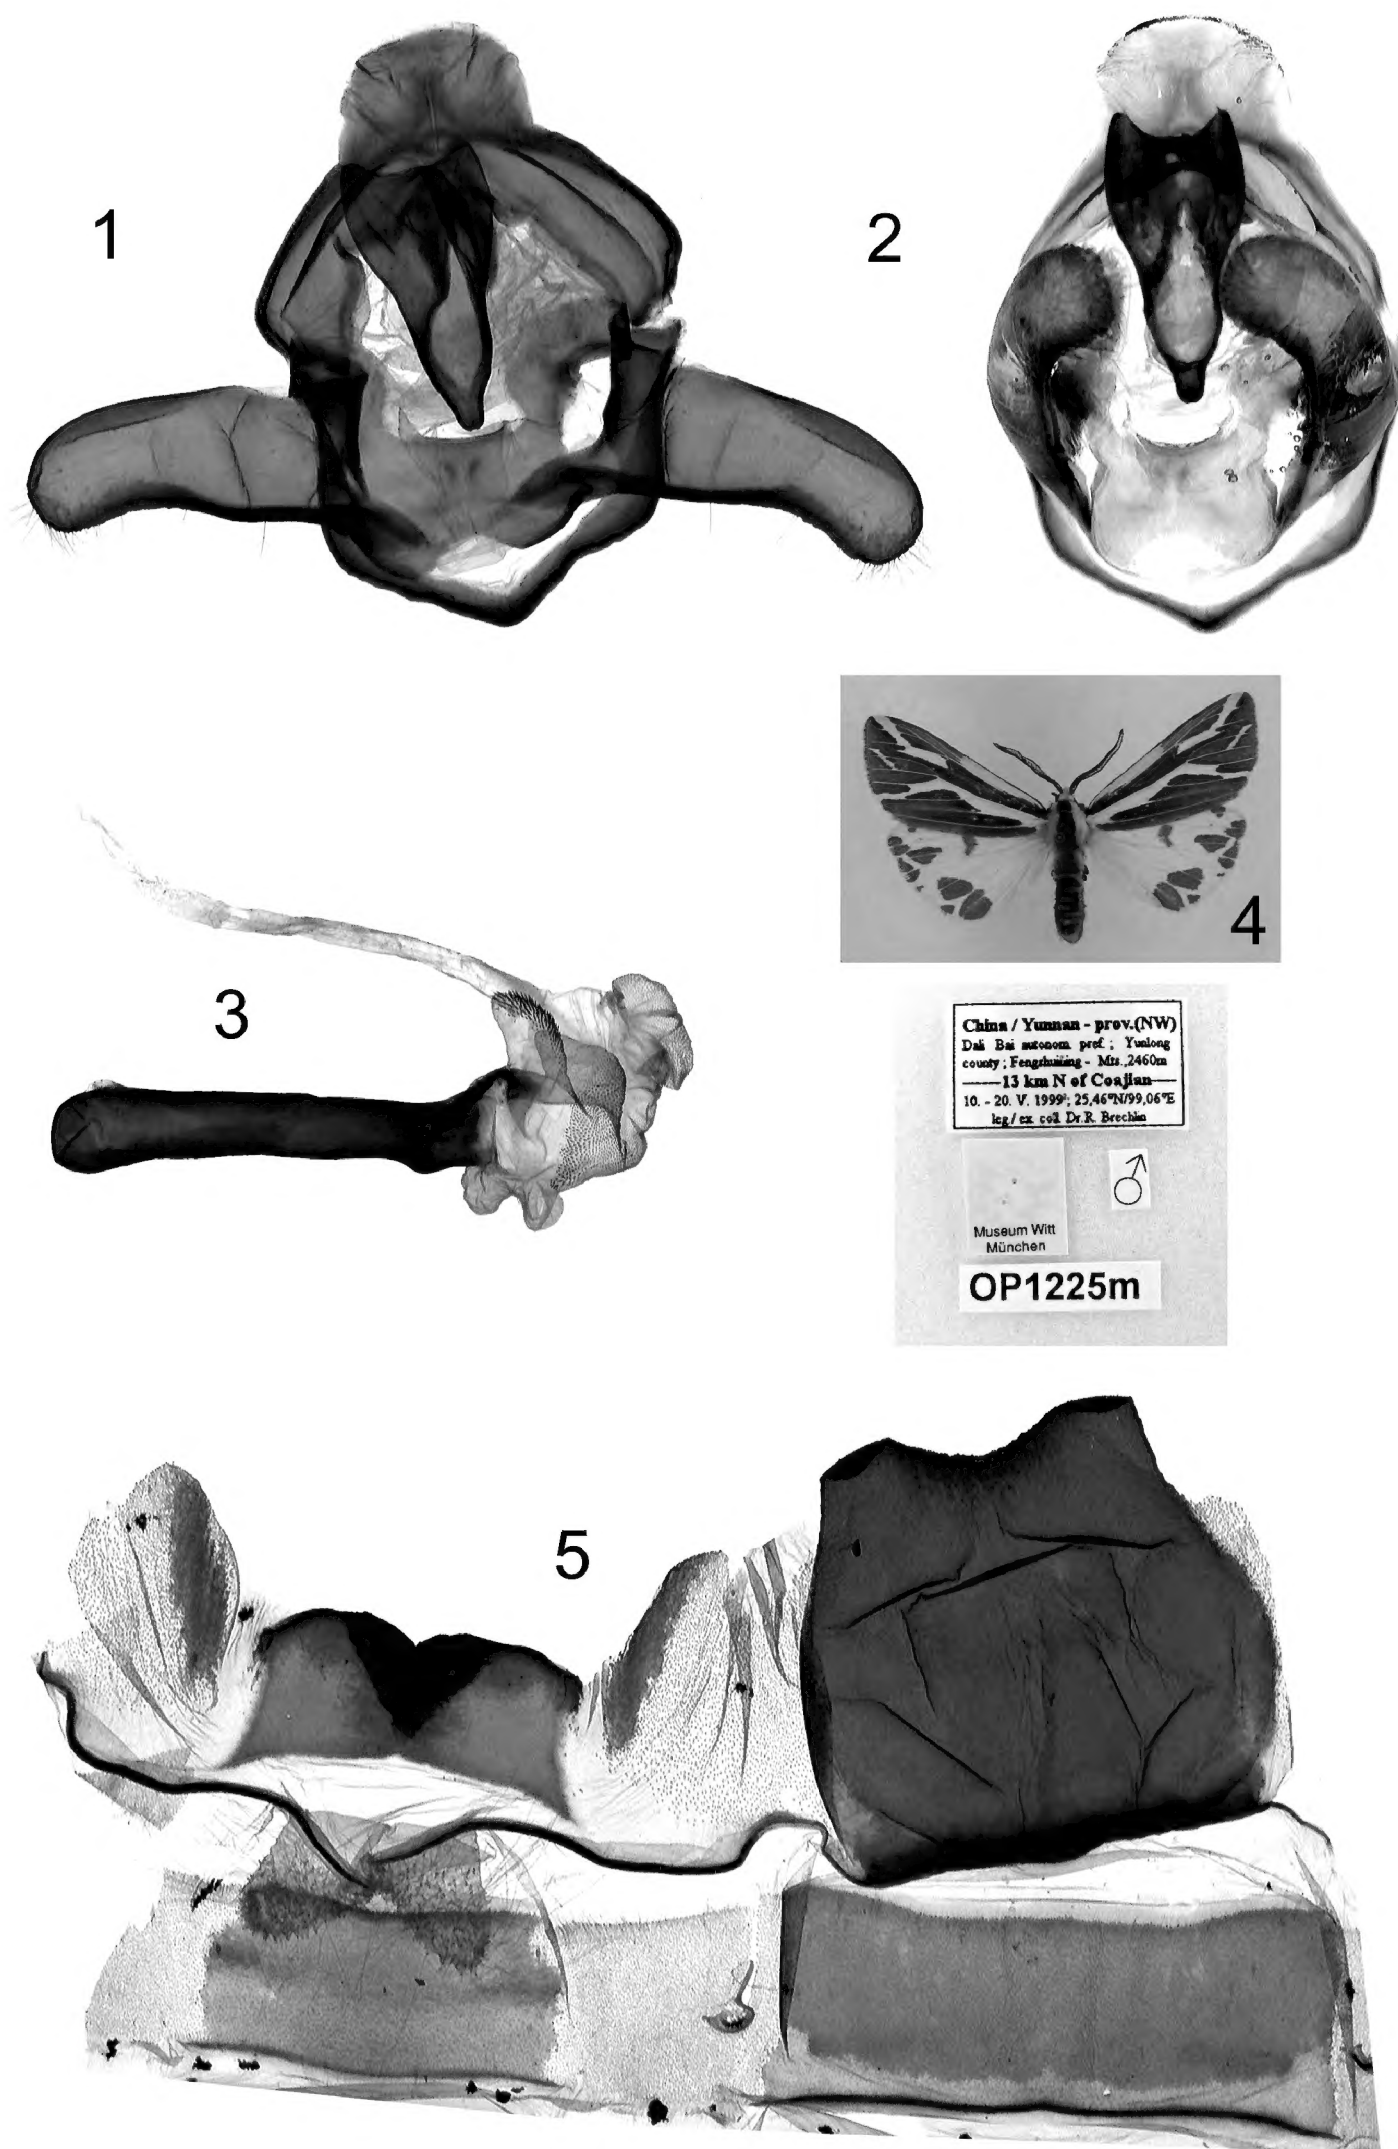 1
2
3
4
China / Yunnan - prov.(NW)
Dali Bai autonom. pref. ; Yunlong
county ; Fengshuiling - Mts.,2460m
13 km N of Coajian
10. - 20. V. 1999; 25,46°N/99,06°E
leg/ ex coll. Dr.R. Brechlin
♂
Museum Witt
München
OP1225m
5